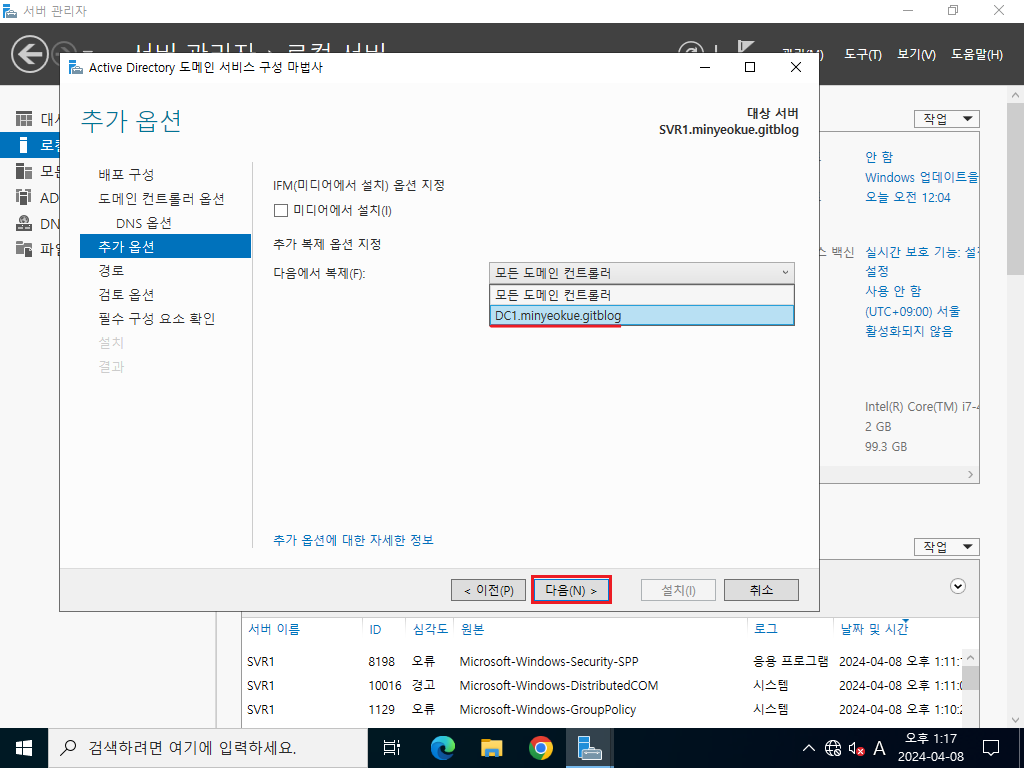 서버 관리자
서버 관리자 › 로컬 서버
도구(T) 보기(V) 도움말(H)
Active Directory 도메인 서비스 구성 마법사
추가 옵션
대상 서버
SVR1.minyeokue.gitblog
배포 구성
도메인 컨트롤러 옵션
DNS 옵션
추가 옵션
경로
검토 옵션
필수 구성 요소 확인
설치
결과
IFM(미디어에서 설치) 옵션 지정
미디어에서 설치(I)
추가 복제 옵션 지정
다음에서 복제(F):
모든 도메인 컨트롤러
모든 도메인 컨트롤러
DC1.minyeokue.gitblog
추가 옵션에 대한 자세한 정보
< 이전(P)
다음(N) >
설치(I)
취소
작업
안 함
Windows 업데이트을
오늘 오전 12:04
스 백신
실시간 보호 기능: 설정
설정
사용 안 함
(UTC+09:00) 서울
활성화되지 않음
Intel(R) Core(TM) i7-4
2 GB
99.3 GB
작업
서버 이름 ID 심각도 원본 로그 날짜 및 시간
SVR1 8198 오류 Microsoft-Windows-Security-SPP 응용 프로그램 2024-04-08 오후 1:11:
SVR1 10016 경고 Microsoft-Windows-DistributedCOM 시스템 2024-04-08 오후 1:11:
SVR1 1129 오류 Microsoft-Windows-GroupPolicy 시스템 2024-04-08 오후 1:10:
검색하려면 여기에 입력하세요.
A
오후 1:17
2024-04-08